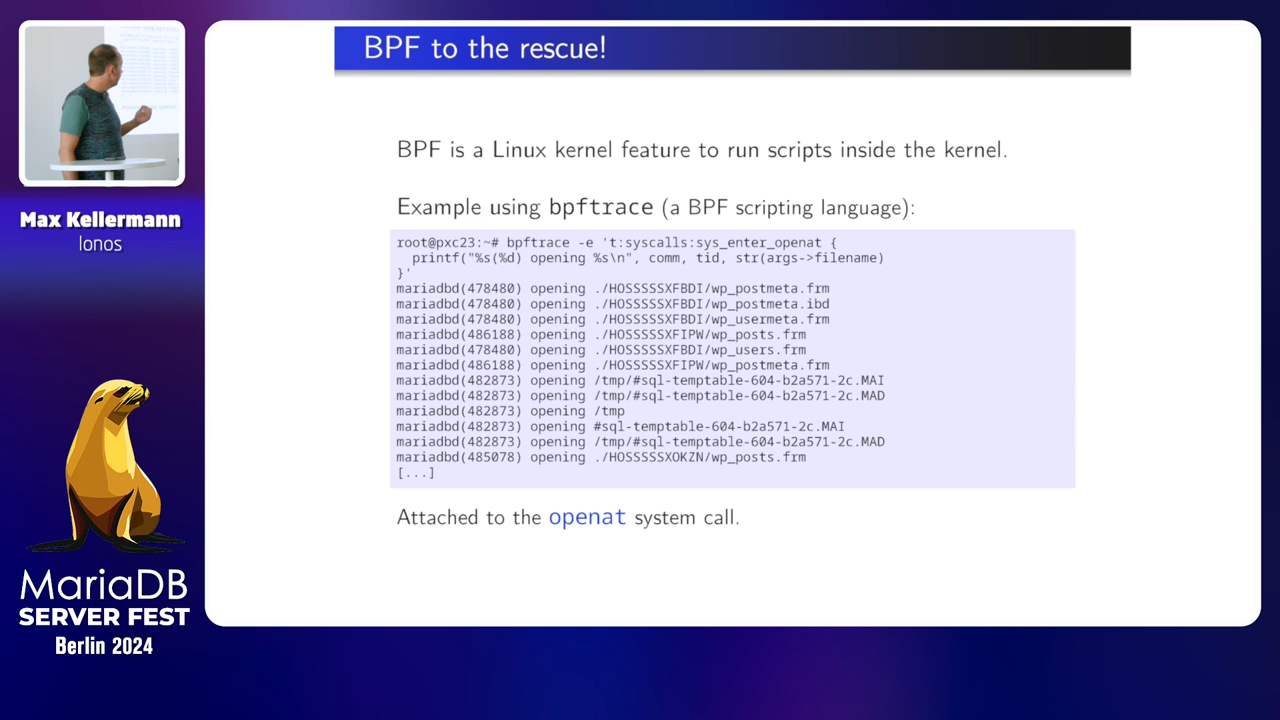 BPF to the rescue!
BPF is a Linux kernel feature to run scripts inside the kernel.
Example using bpftrace (a BPF scripting language):
root@pxc23:~# bpftrace -e 't:syscalls:sys_enter_openat {
printf("%s(%d) opening %s\n", comm, tid, str(args->filename)
}'
mariadbd(478480) opening ./HOSSSSSXFBDI/wp_postmeta.frm
mariadbd(478480) opening ./HOSSSSSXFBDI/wp_postmeta.ibd
mariadbd(478480) opening ./HOSSSSSXFBDI/wp_usermeta.frm
mariadbd(486188) opening ./HOSSSSSXFIPW/wp_posts.frm
mariadbd(478480) opening ./HOSSSSSXFBDI/wp_users.frm
mariadbd(486188) opening ./HOSSSSSXFIPW/wp_postmeta.frm
mariadbd(482873) opening /tmp/#sql-temptable-604-b2a571-2c.MAI
mariadbd(482873) opening /tmp/#sql-temptable-604-b2a571-2c.MAD
mariadbd(482873) opening /tmp
mariadbd(482873) opening #sql-temptable-604-b2a571-2c.MAI
mariadbd(482873) opening /tmp/#sql-temptable-604-b2a571-2c.MAD
mariadbd(485078) opening ./HOSSSSSXOKZN/wp_posts.frm
[...]
Attached to the openat system call.
Max Kellermann
Ionos
MariaDB
SERVER FEST
Berlin 2024